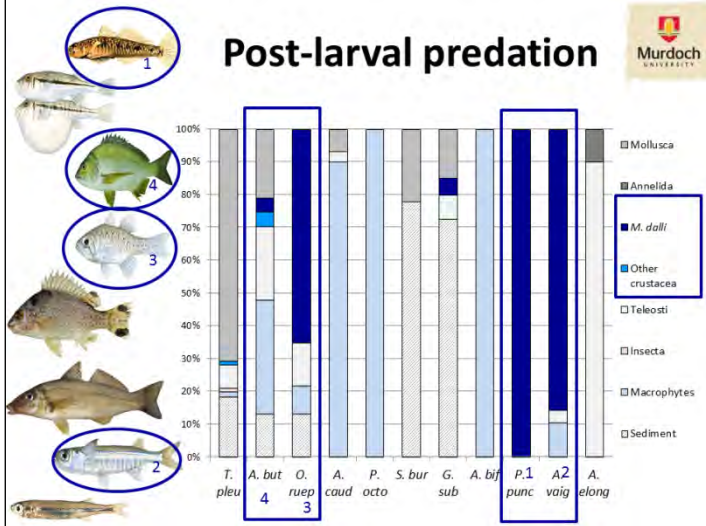 Post-larval predation
Murdoch
UNIVERSITY
1
4
3
2
100%
90%
80%
70%
60%
50%
40%
30%
20%
10%
0%
T. pleu
A. but
4
O. ruep
3
A. caud
P. octo
S. bur
G. sub
A. bif
P. punc
1
A. vaig
2
A. elong
Mollusca
Annelida
M. dalli
Other crustacea
Teleosti
Insecta
Macrophytes
Sediment